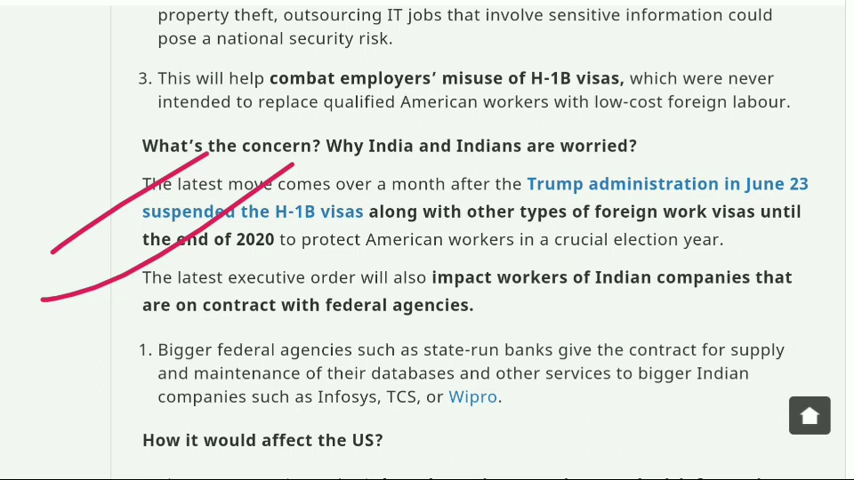 property theft, outsourcing IT jobs that involve sensitive information could
pose a national security risk.
3. This will help combat employers’ misuse of H-1B visas, which were never
intended to replace qualified American workers with low-cost foreign labour.
What’s the concern? Why India and Indians are worried?
The latest move comes over a month after the Trump administration in June 23
suspended the H-1B visas along with other types of foreign work visas until
the end of 2020 to protect American workers in a crucial election year.
The latest executive order will also impact workers of Indian companies that
are on contract with federal agencies.
1. Bigger federal agencies such as state-run banks give the contract for supply
and maintenance of their databases and other services to bigger Indian
companies such as Infosys, TCS, or Wipro.
How it would affect the US?